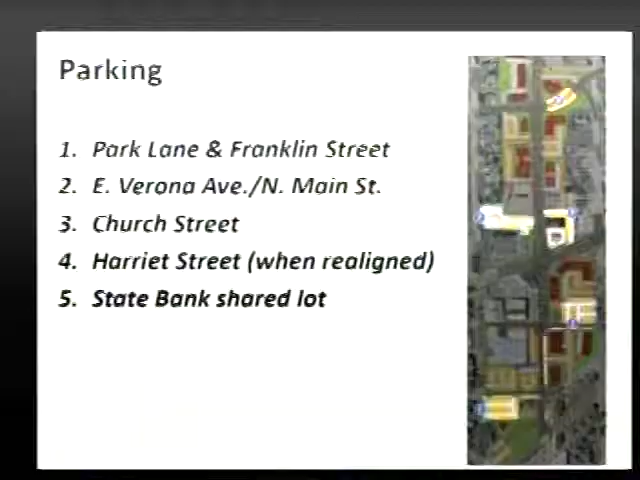 Parking
1. Park Lane & Franklin Street
2. E. Verona Ave./N. Main St.
3. Church Street
4. Harriet Street (when realigned)
5. State Bank shared lot